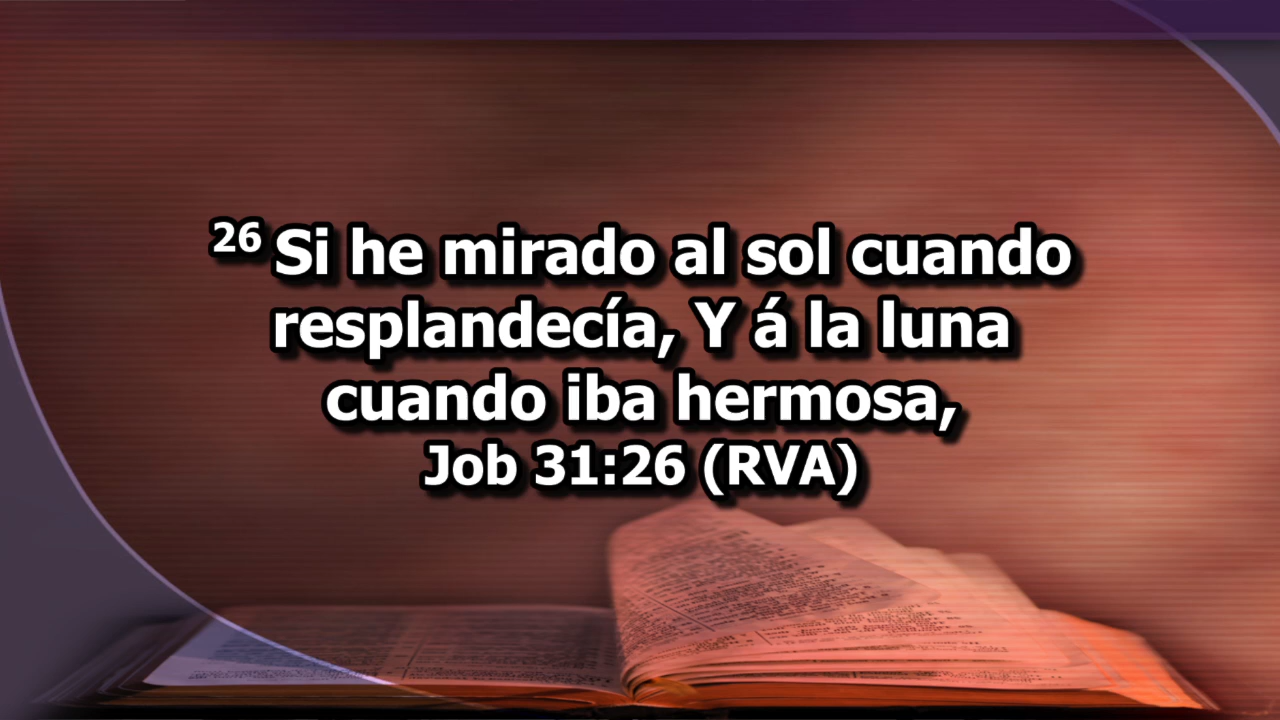 26 Si he mirado al sol cuando
resplandecía, Y á la luna
cuando iba hermosa,
Job 31:26 (RVA)